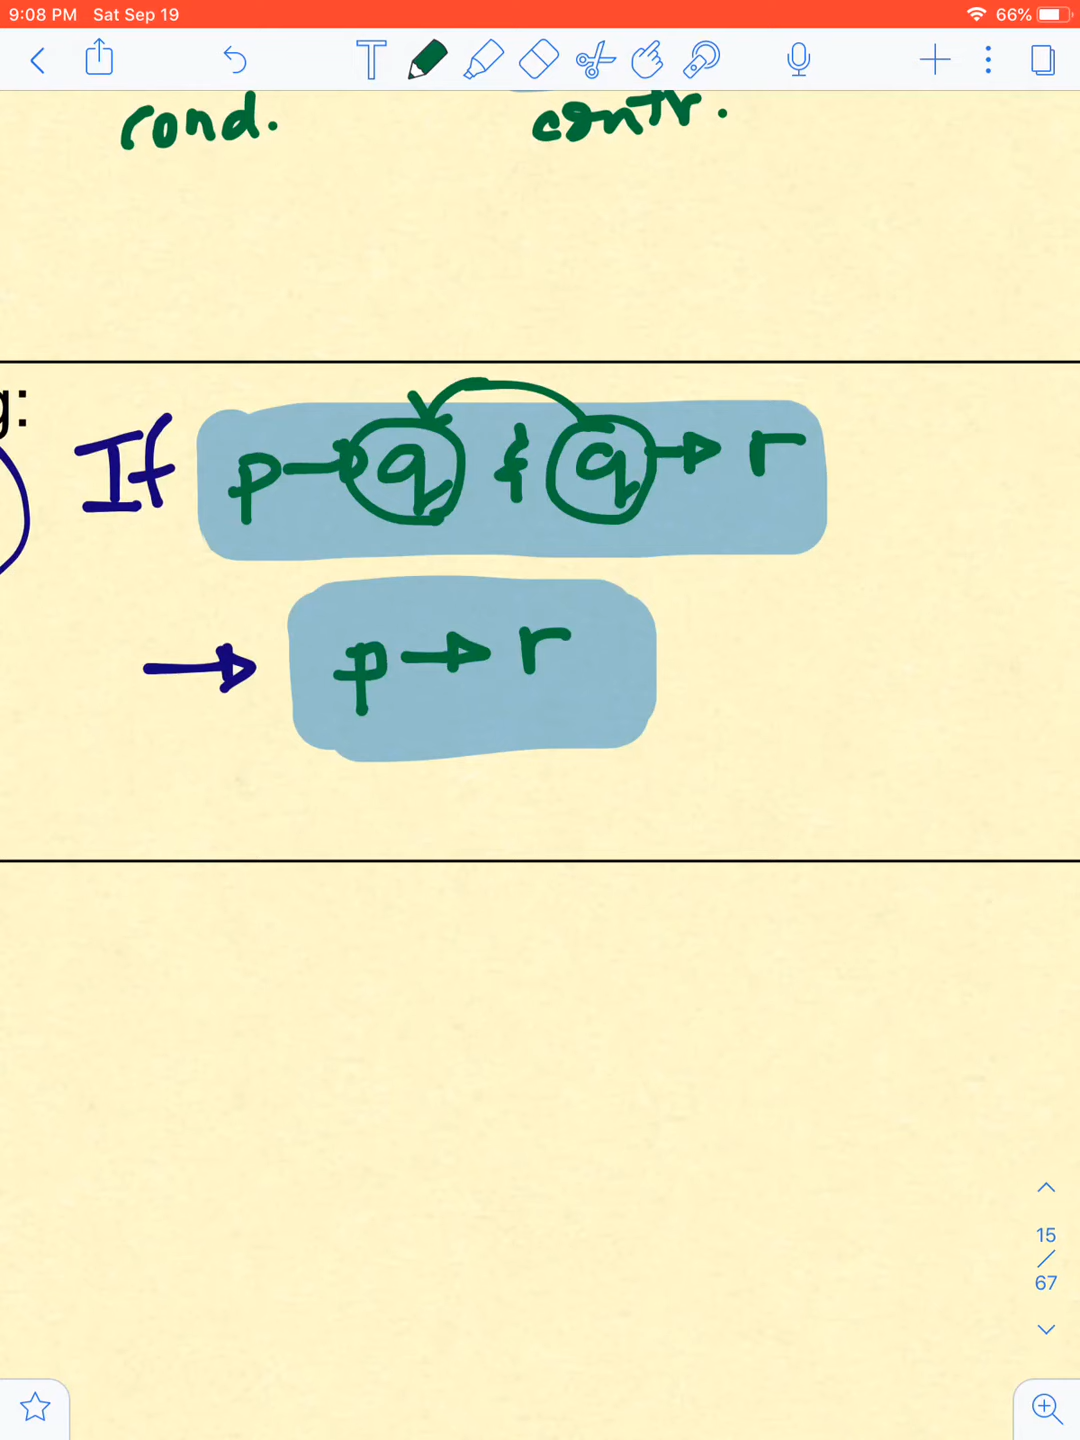 9:08 PM Sat Sep 19 66%
cond. contr.
g:
If p → q & q → r
→ p → r
15
/
67